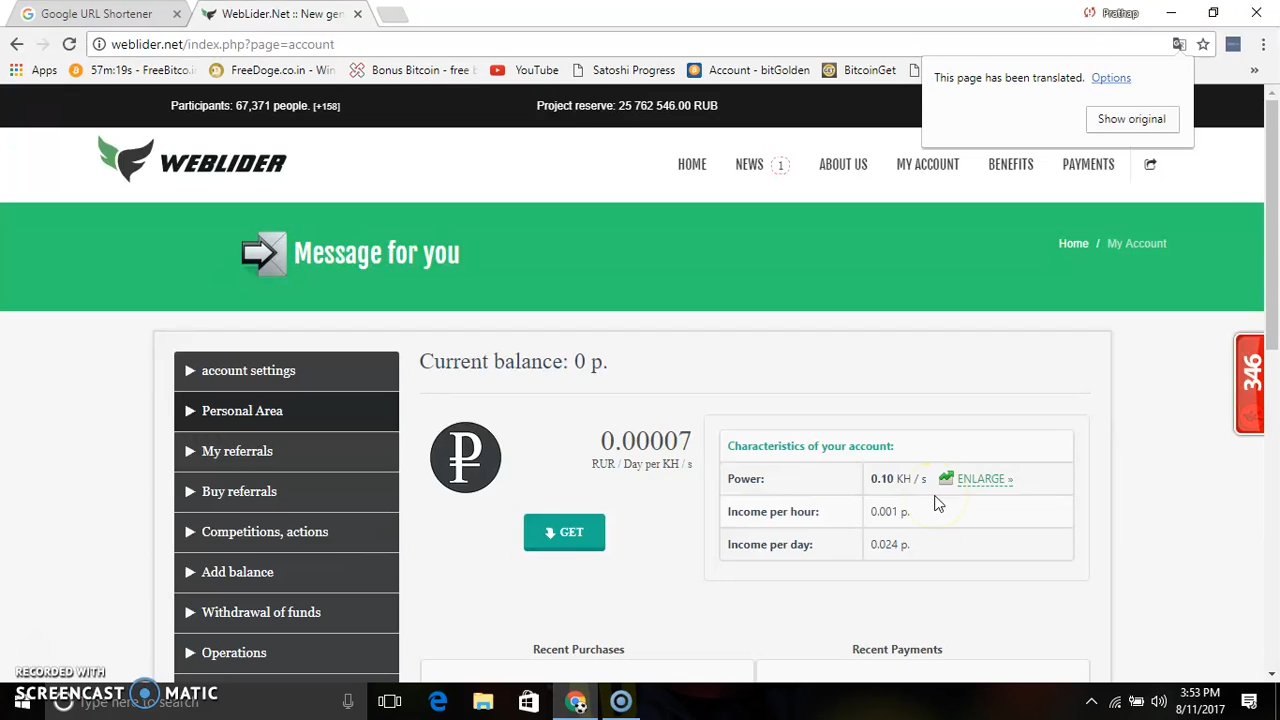 Google URL Shortener
WebLider.Net :: New gen
Prathap
weblider.net/index.php?page=account
Apps
57m:19s - FreeBitco.i
FreeDoge.co.in - Win
Bonus Bitcoin - free b
YouTube
Satoshi Progress
Account - bitGolden
BitcoinGet
»
This page has been translated. Options
Show original
Participants: 67,371 people. [+158]
Project reserve: 25 762 546.00 RUB
WEBLIDER
HOME
NEWS 1
ABOUT US
MY ACCOUNT
BENEFITS
PAYMENTS
Message for you
Home / My Account
account settings
Personal Area
My referrals
Buy referrals
Competitions, actions
Add balance
Withdrawal of funds
Operations
Current balance: 0 p.
0.00007
RUR / Day per KH / s
GET
Characteristics of your account:
Power: 0.10 KH / s ENLARGE »
Income per hour: 0.001 p.
Income per day: 0.024 p.
346
Recent Purchases
Recent Payments
RECORDED WITH
SCREENCAST MATIC
Type here to search
3:53 PM
8/11/2017